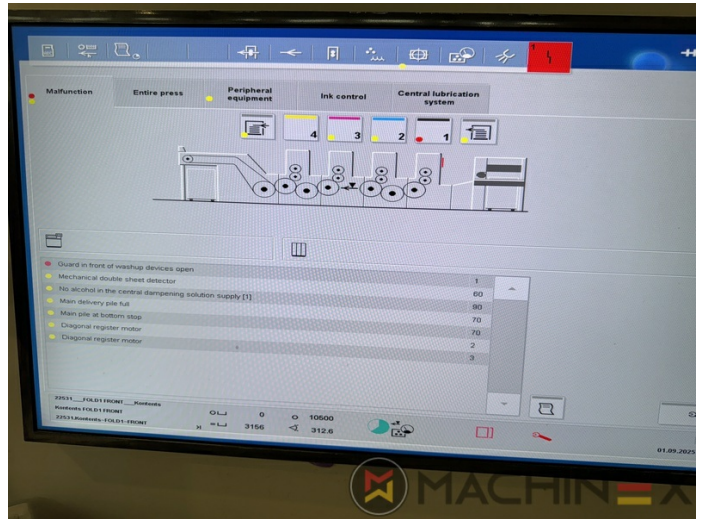 1
Malfunction
Entire press
Peripheral
equipment
Ink control
Central lubrication
system
4
3
2
1
Guard in front of washup devices open 1
Mechanical double sheet detector 60
No alcohol in the central dampening solution supply [1] 90
Main delivery pile full 70
Main pile at bottom stop 70
Diagonal register motor 2
Diagonal register motor 3
22531___FOLD1 FRONT___Kontents
Kontents FOLD1 FRONT
22531.Kontents-FOLD1-FRONT
0
10500
3156
312.6
01.09.2025
MACHINEX